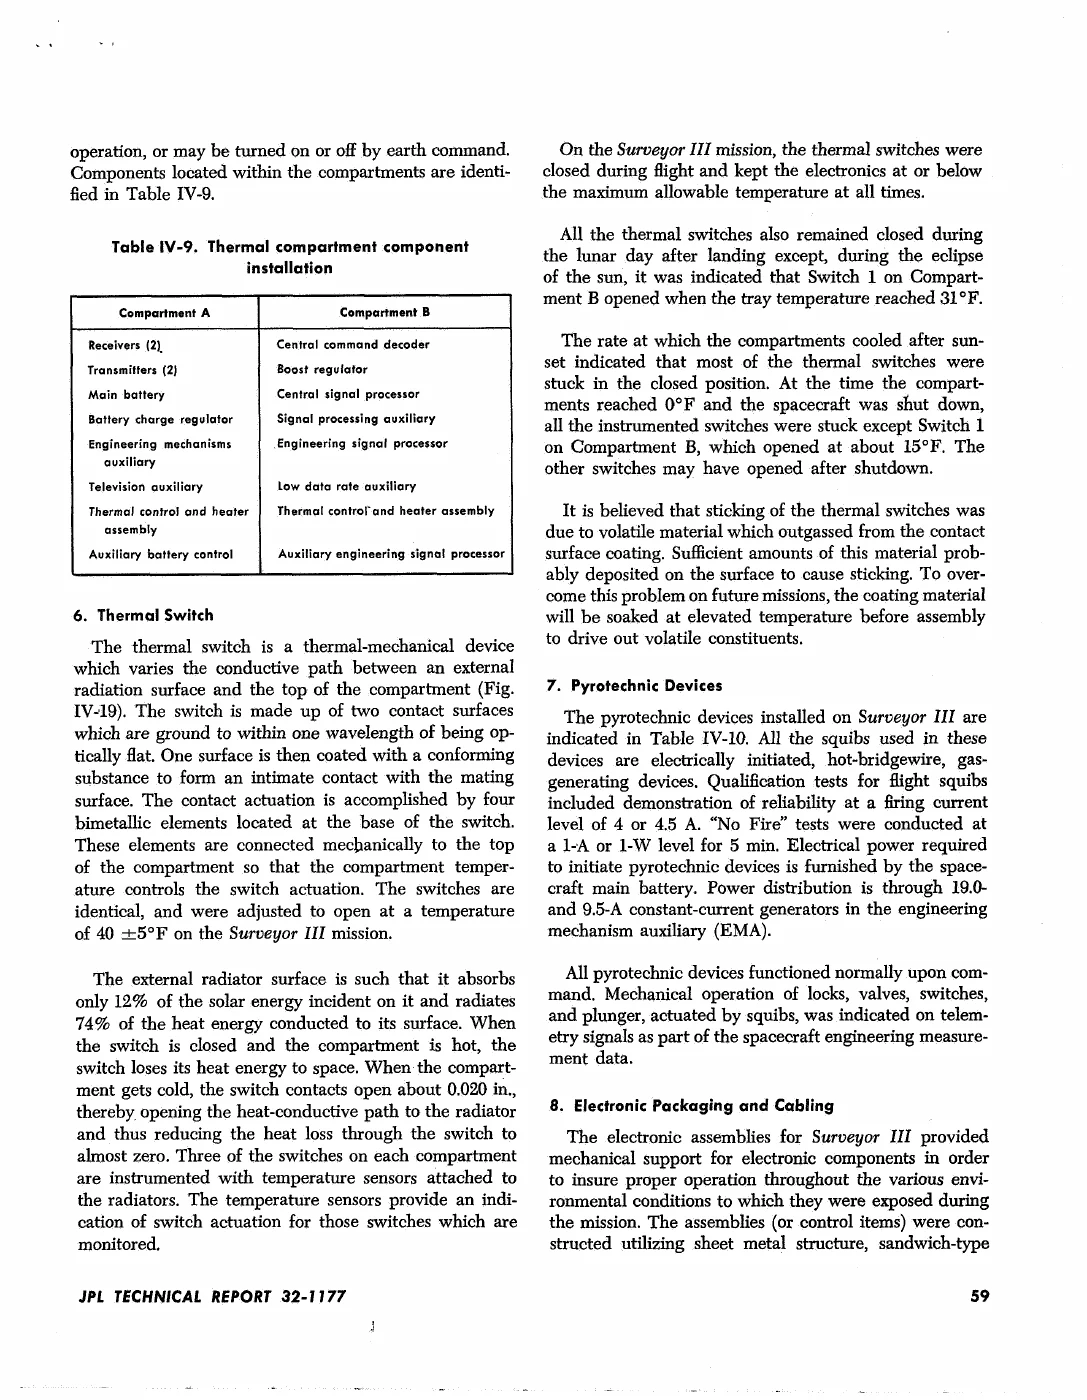 operation, or may be turned on or off by earth command.
Components located within the compartments are identi-
fied in Table IV-9.
Table IV-9. Thermal compartment component
installation
Compartment A
Compartment B
Receivers (2)
Central command decoder
Transmitters (2)
Boost regulator
Main battery
Central signal processor
Battery charge regulator
Signal processing auxiliary
Engineering mechanisms
auxiliary
Engineering signal processor
Television auxiliary
Low data rate auxiliary
Thermal control and heater
assembly
Thermal control and heater assembly
Auxiliary battery control
Auxiliary engineering signal processor
6. Thermal Switch
The thermal switch is a thermal-mechanical device
which varies the conductive path between an external
radiation surface and the top of the compartment (Fig.
IV-19). The switch is made up of two contact surfaces
which are ground to within one wavelength of being op-
tically flat. One surface is then coated with a conforming
substance to form an intimate contact with the mating
surface. The contact actuation is accomplished by four
bimetallic elements located at the base of the switch.
These elements are connected mechanically to the top
of the compartment so that the compartment temper-
ature controls the switch actuation. The switches are
identical, and were adjusted to open at a temperature
of 40 ±5°F on the Surveyor III mission.
The external radiator surface is such that it absorbs
only 12% of the solar energy incident on it and radiates
74% of the heat energy conducted to its surface. When
the switch is closed and the compartment is hot, the
switch loses its heat energy to space. When the compart-
ment gets cold, the switch contacts open about 0.020 in.,
thereby opening the heat-conductive path to the radiator
and thus reducing the heat loss through the switch to
almost zero. Three of the switches on each compartment
are instrumented with temperature sensors attached to
the radiators. The temperature sensors provide an indi-
cation of switch actuation for those switches which are
monitored.
On the Surveyor III mission, the thermal switches were
closed during flight and kept the electronics at or below
the maximum allowable temperature at all times.
All the thermal switches also remained closed during
the lunar day after landing except, during the eclipse
of the sun, it was indicated that Switch 1 on Compart-
ment B opened when the tray temperature reached 31°F.
The rate at which the compartments cooled after sun-
set indicated that most of the thermal switches were
stuck in the closed position. At the time the compart-
ments reached 0°F and the spacecraft was shut down,
all the instrumented switches were stuck except Switch 1
on Compartment B, which opened at about 15°F. The
other switches may have opened after shutdown.
It is believed that sticking of the thermal switches was
due to volatile material which outgassed from the contact
surface coating. Sufficient amounts of this material prob-
ably deposited on the surface to cause sticking. To over-
come this problem on future missions, the coating material
will be soaked at elevated temperature before assembly
to drive out volatile constituents.
7. Pyrotechnic Devices
The pyrotechnic devices installed on Surveyor III are
indicated in Table IV-10. All the squibs used in these
devices are electrically initiated, hot-bridgewire, gas-
generating devices. Qualification tests for flight squibs
included demonstration of reliability at a firing current
level of 4 or 4.5 A. “No Fire” tests were conducted at
a 1-A or 1-W level for 5 min. Electrical power required
to initiate pyrotechnic devices is furnished by the space-
craft main battery. Power distribution is through 19.0-
and 9.5-A constant-current generators in the engineering
mechanism auxiliary (EMA).
All pyrotechnic devices functioned normally upon com-
mand. Mechanical operation of locks, valves, switches,
and plunger, actuated by squibs, was indicated on telem-
etry signals as part of the spacecraft engineering measure-
ment data.
8. Electronic Packaging and Cabling
The electronic assemblies for Surveyor III provided
mechanical support for electronic components in order
to insure proper operation throughout the various envi-
ronmental conditions to which they were exposed during
the mission. The assemblies (or control items) were con-
structed utilizing sheet metal structure, sandwich-type
JPL TECHNICAL REPORT 32-1177
59